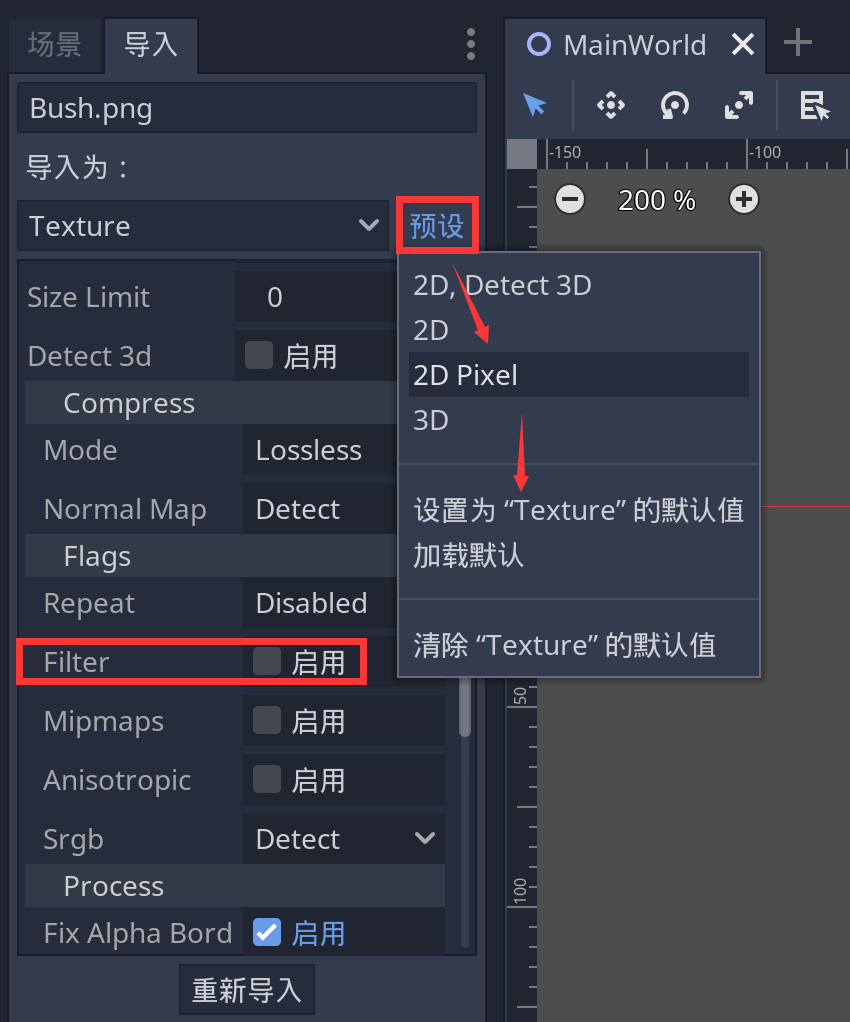 场景
导入
MainWorld
Bush.png
导入为：
Texture
预设
-150
-100
200 %
Size Limit
0
2D, Detect 3D
2D
2D Pixel
3D
Detect 3d
启用
Compress
Mode
Lossless
Normal Map
Detect
设置为 “Texture” 的默认值
加载默认
清除 “Texture” 的默认值
Flags
Repeat
Disabled
Filter
启用
Mipmaps
启用
50
Anisotropic
启用
Srgb
Detect
Process
100
Fix Alpha Bord
启用
重新导入